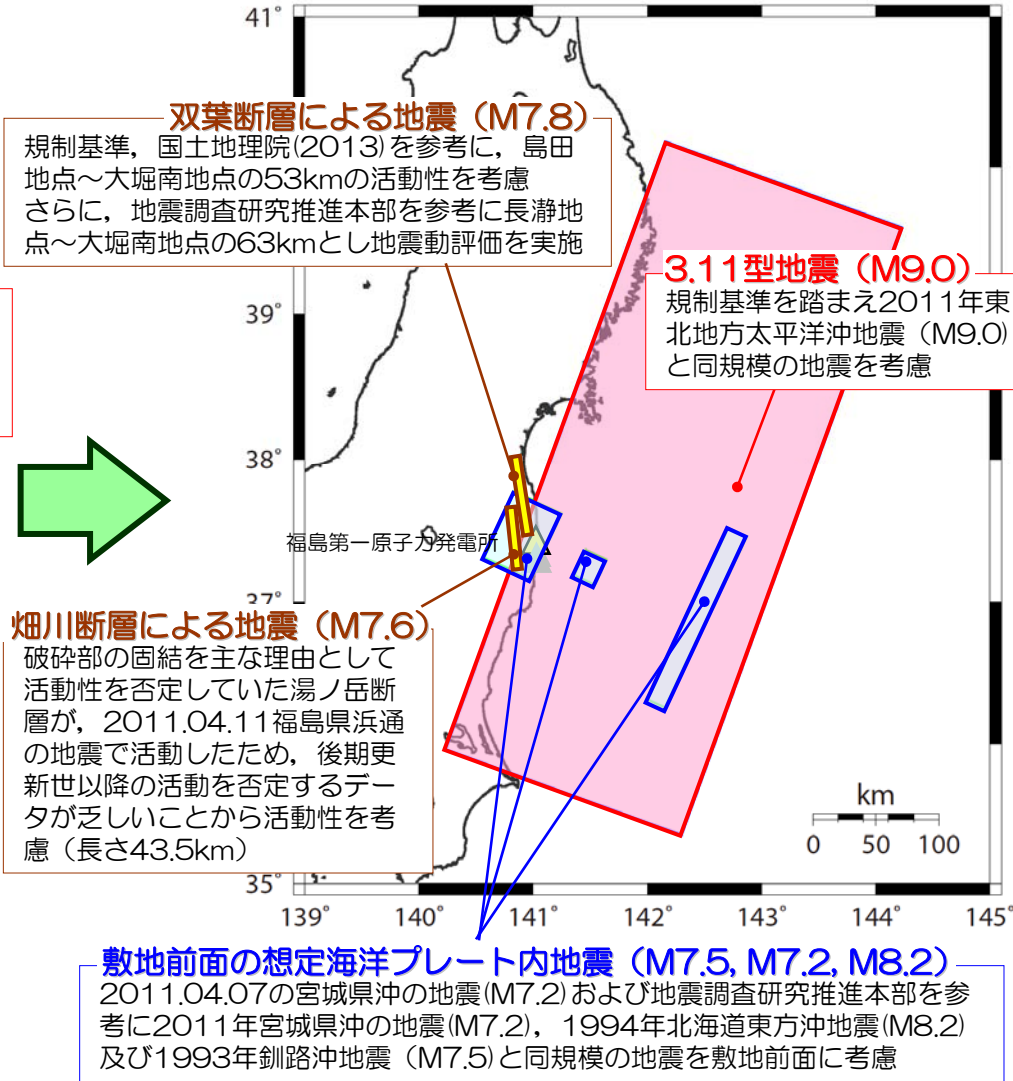 41°
双葉断層による地震（M7.8）
規制基準，国土地理院(2013)を参考に，島田
地点～大堀南地点の53kmの活動性を考慮
さらに，地震調査研究推進本部を参考に長瀞地
点～大堀南地点の63kmとし地震動評価を実施
3.11型地震（M9.0）
規制基準を踏まえ2011年東
北地方太平洋沖地震（M9.0）
と同規模の地震を考慮
39°
38°
福島第一原子力発電所
37°
畑川断層による地震（M7.6）
破砕部の固結を主な理由として
活動性を否定していた湯ノ岳断
層が，2011.04.11福島県浜通
の地震で活動したため，後期更
新世以降の活動を否定するデー
タが乏しいことから活動性を考
慮（長さ43.5km）
km
0 50 100
35°
139° 140° 141° 142° 143° 144° 145°
敷地前面の想定海洋プレート内地震（M7.5, M7.2, M8.2）
2011.04.07の宮城県沖の地震(M7.2)および地震調査研究推進本部を参
考に2011年宮城県沖の地震(M7.2)，1994年北海道東方沖地震(M8.2)
及び1993年釧路沖地震（M7.5)と同規模の地震を敷地前面に考慮